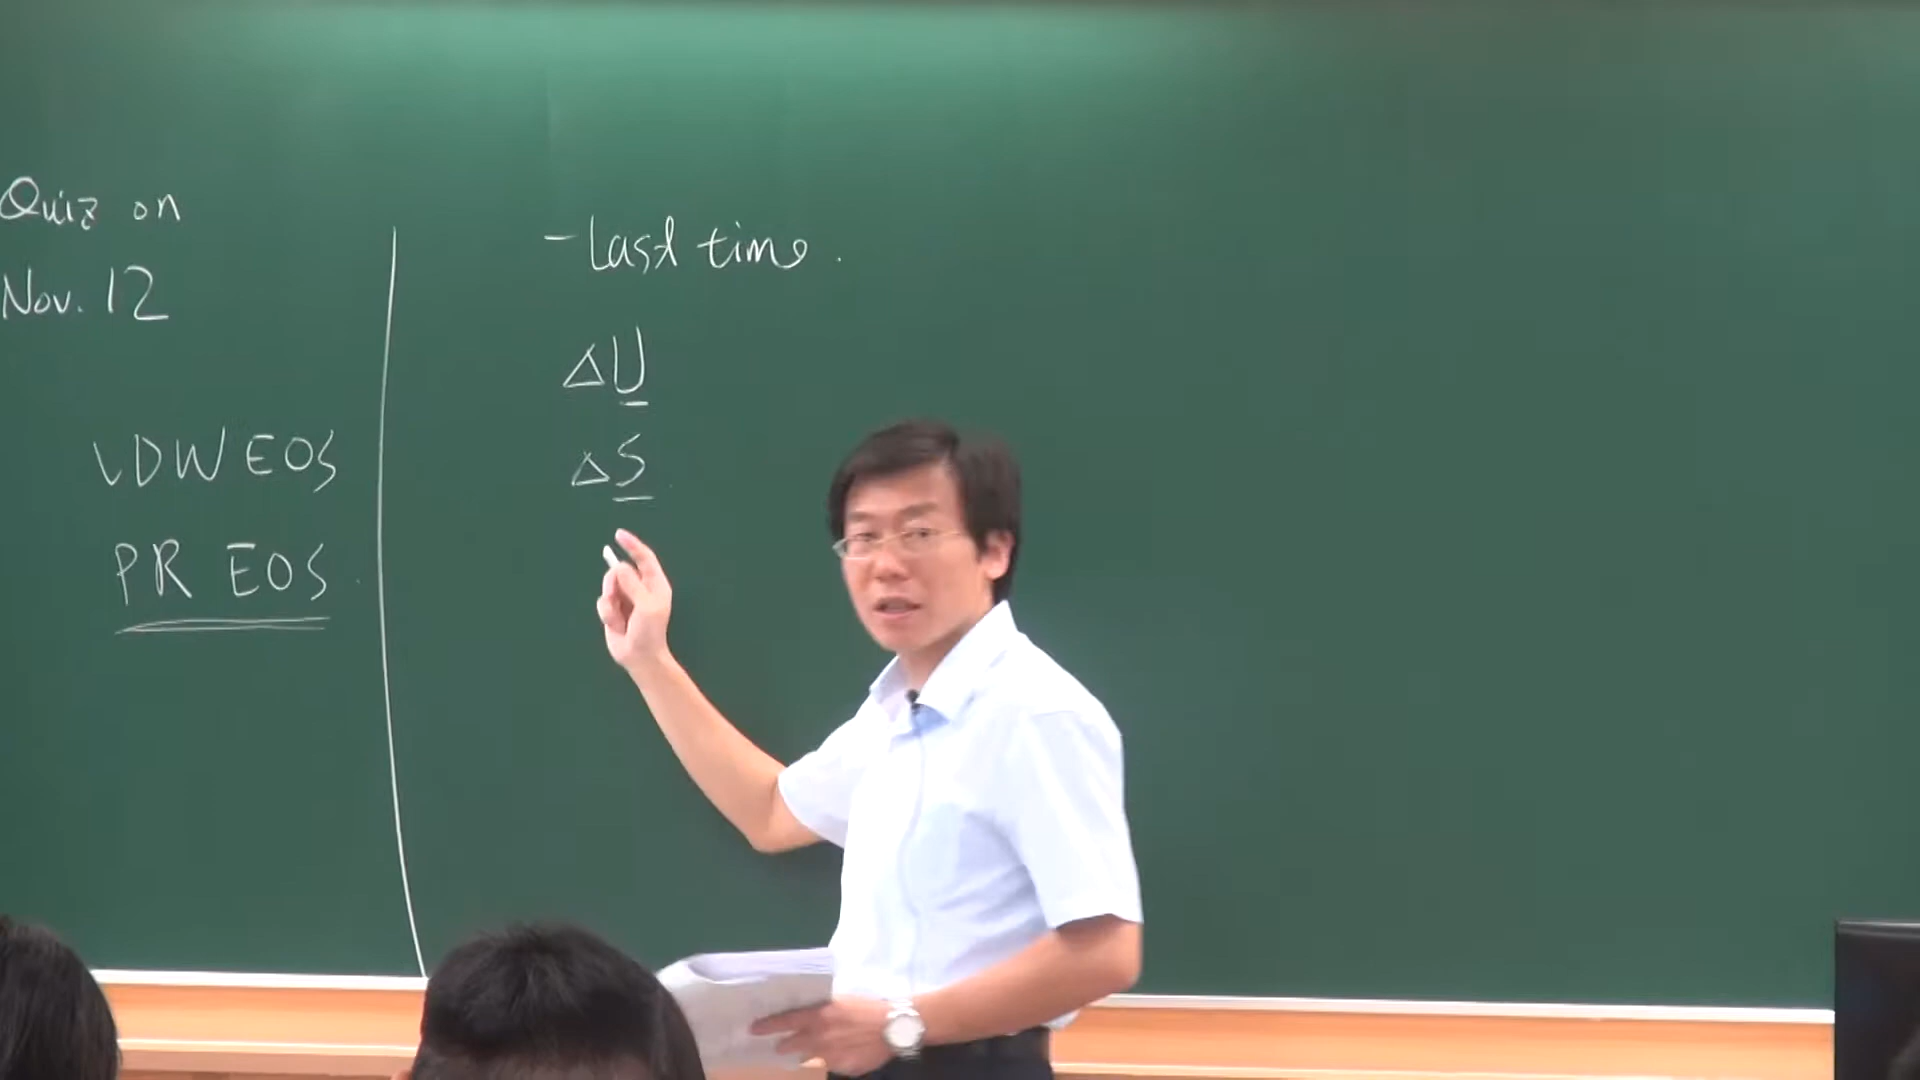 Quiz on
Nov. 12
VDW EOS
PR EOS
- last time.
ΔU
ΔS